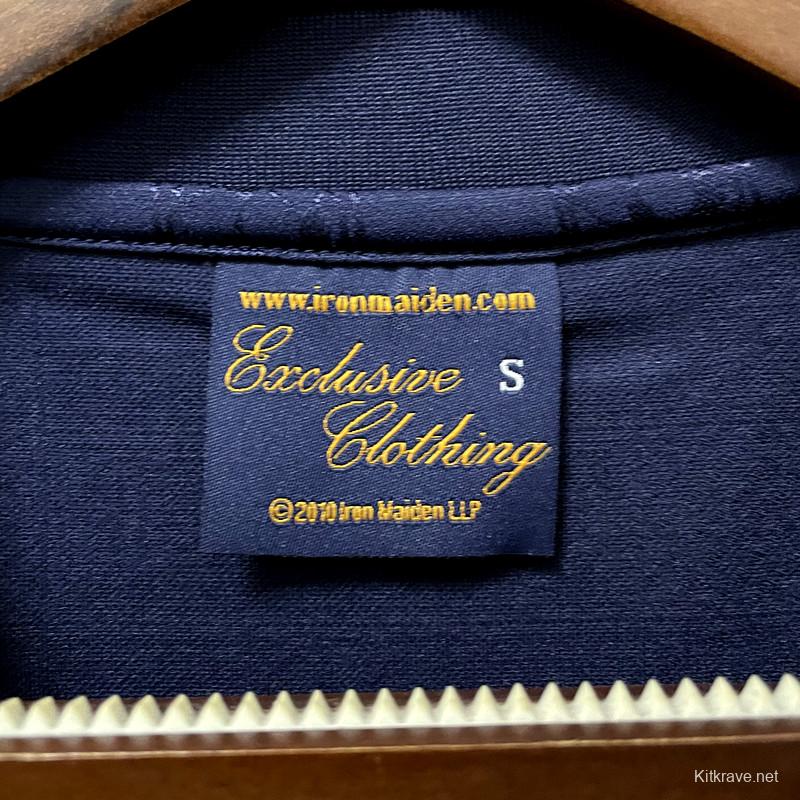 www.ironmaiden.com
Exclusive S
Clothing
©2010 Iron Maiden LLP
Kitkrave.net